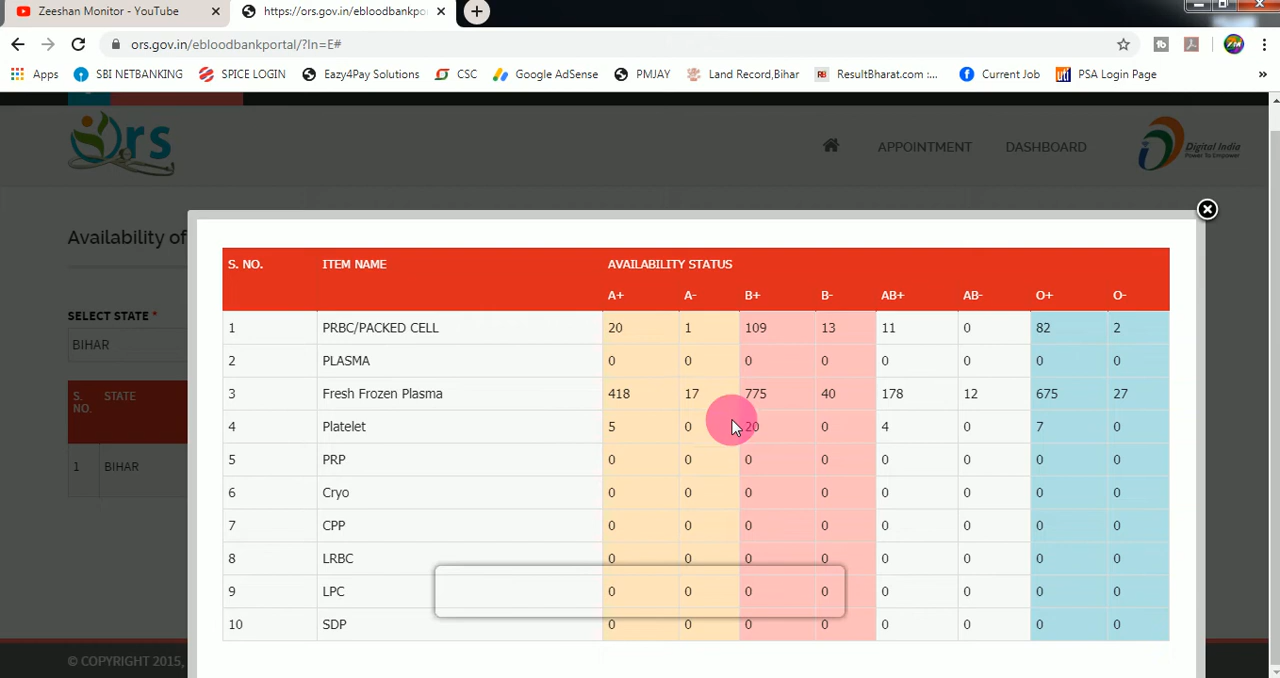 Zeeshan Monitor - YouTube
https://ors.gov.in/ebloodbankpo
ors.gov.in/ebloodbankportal/?ln=E#
Apps SBI NETBANKING SPICE LOGIN Eazy4Pay Solutions CSC Google AdSense PMJAY Land Record,Bihar ResultBharat.com :... Current Job PSA Login Page »
Ors
APPOINTMENT DASHBOARD
Digital India
Power To Empower
Availability of
SELECT STATE *
BIHAR
S. NO. STATE
1 BIHAR
S. NO. ITEM NAME AVAILABILITY STATUS
A+ A- B+ B- AB+ AB- O+ O-
1 PRBC/PACKED CELL 20 1 109 13 11 0 82 2
2 PLASMA 0 0 0 0 0 0 0 0
3 Fresh Frozen Plasma 418 17 775 40 178 12 675 27
4 Platelet 5 0 20 0 4 0 7 0
5 PRP 0 0 0 0 0 0 0 0
6 Cryo 0 0 0 0 0 0 0 0
7 CPP 0 0 0 0 0 0 0 0
8 LRBC 0 0 0 0 0 0 0 0
9 LPC 0 0 0 0 0 0 0 0
10 SDP 0 0 0 0 0 0 0 0
© COPYRIGHT 2015,